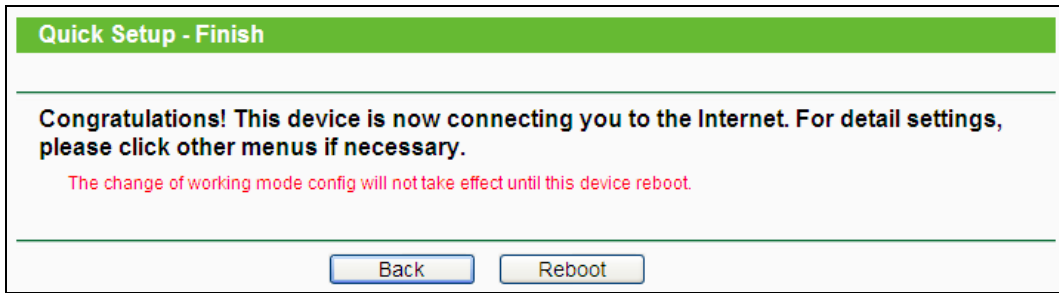 Quick Setup - Finish
Congratulations! This device is now connecting you to the Internet. For detail settings,
please click other menus if necessary.
The change of working mode config will not take effect until this device reboot.
Back Reboot